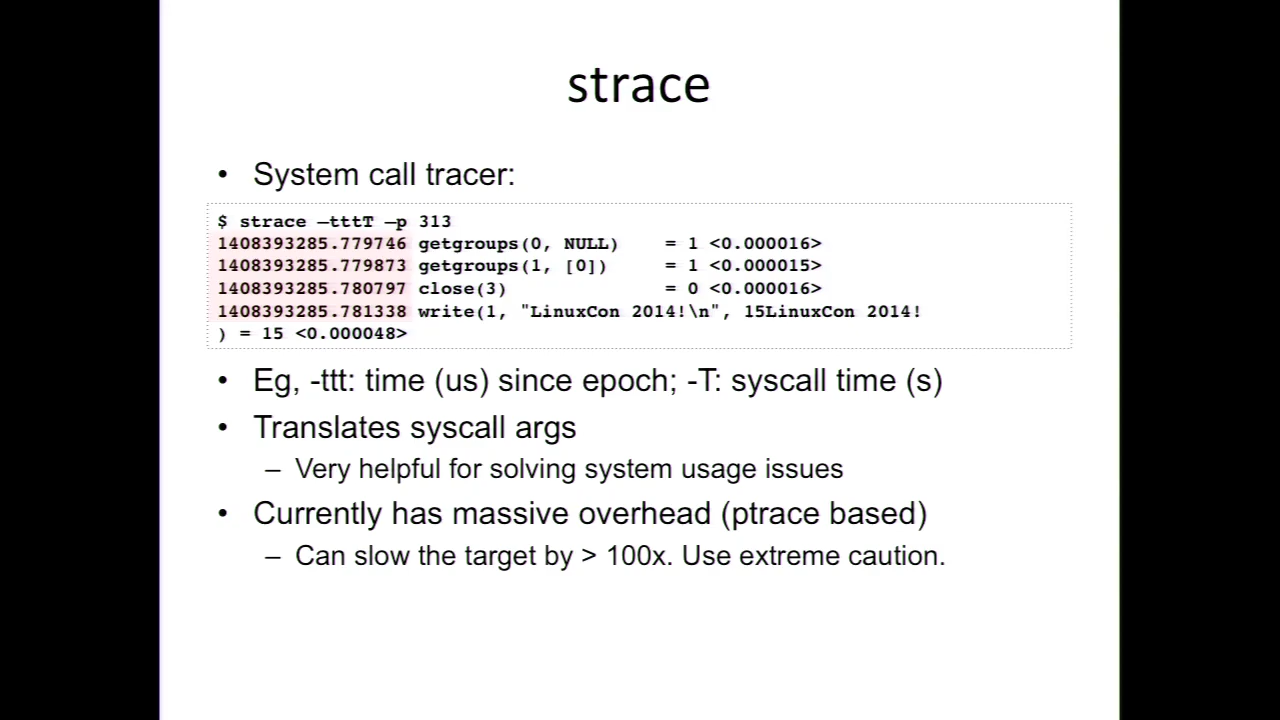 strace
• System call tracer:
$ strace –tttT –p 313
1408393285.779746 getgroups(0, NULL)    = 1 <0.000016>
1408393285.779873 getgroups(1, [0])     = 1 <0.000015>
1408393285.780797 close(3)              = 0 <0.000016>
1408393285.781338 write(1, "LinuxCon 2014!\n", 15LinuxCon 2014!
) = 15 <0.000048>
• Eg, -ttt: time (us) since epoch; -T: syscall time (s)
• Translates syscall args
– Very helpful for solving system usage issues
• Currently has massive overhead (ptrace based)
– Can slow the target by > 100x. Use extreme caution.